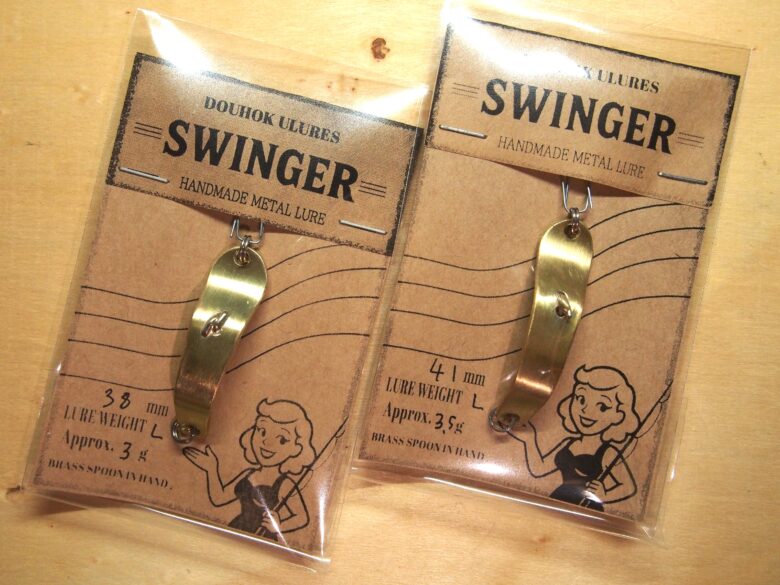 DOUHOK ULURES
SWINGER
HANDMADE METAL LURE
38 mm
LURE WEIGHT L
Approx. 3 g
BRASS SPOON IN HAND.
K ULURES
SWINGER
HANDMADE METAL LURE
41 mm
LURE WEIGHT L
Approx. 3.5g
BRASS SPOON IN HAND